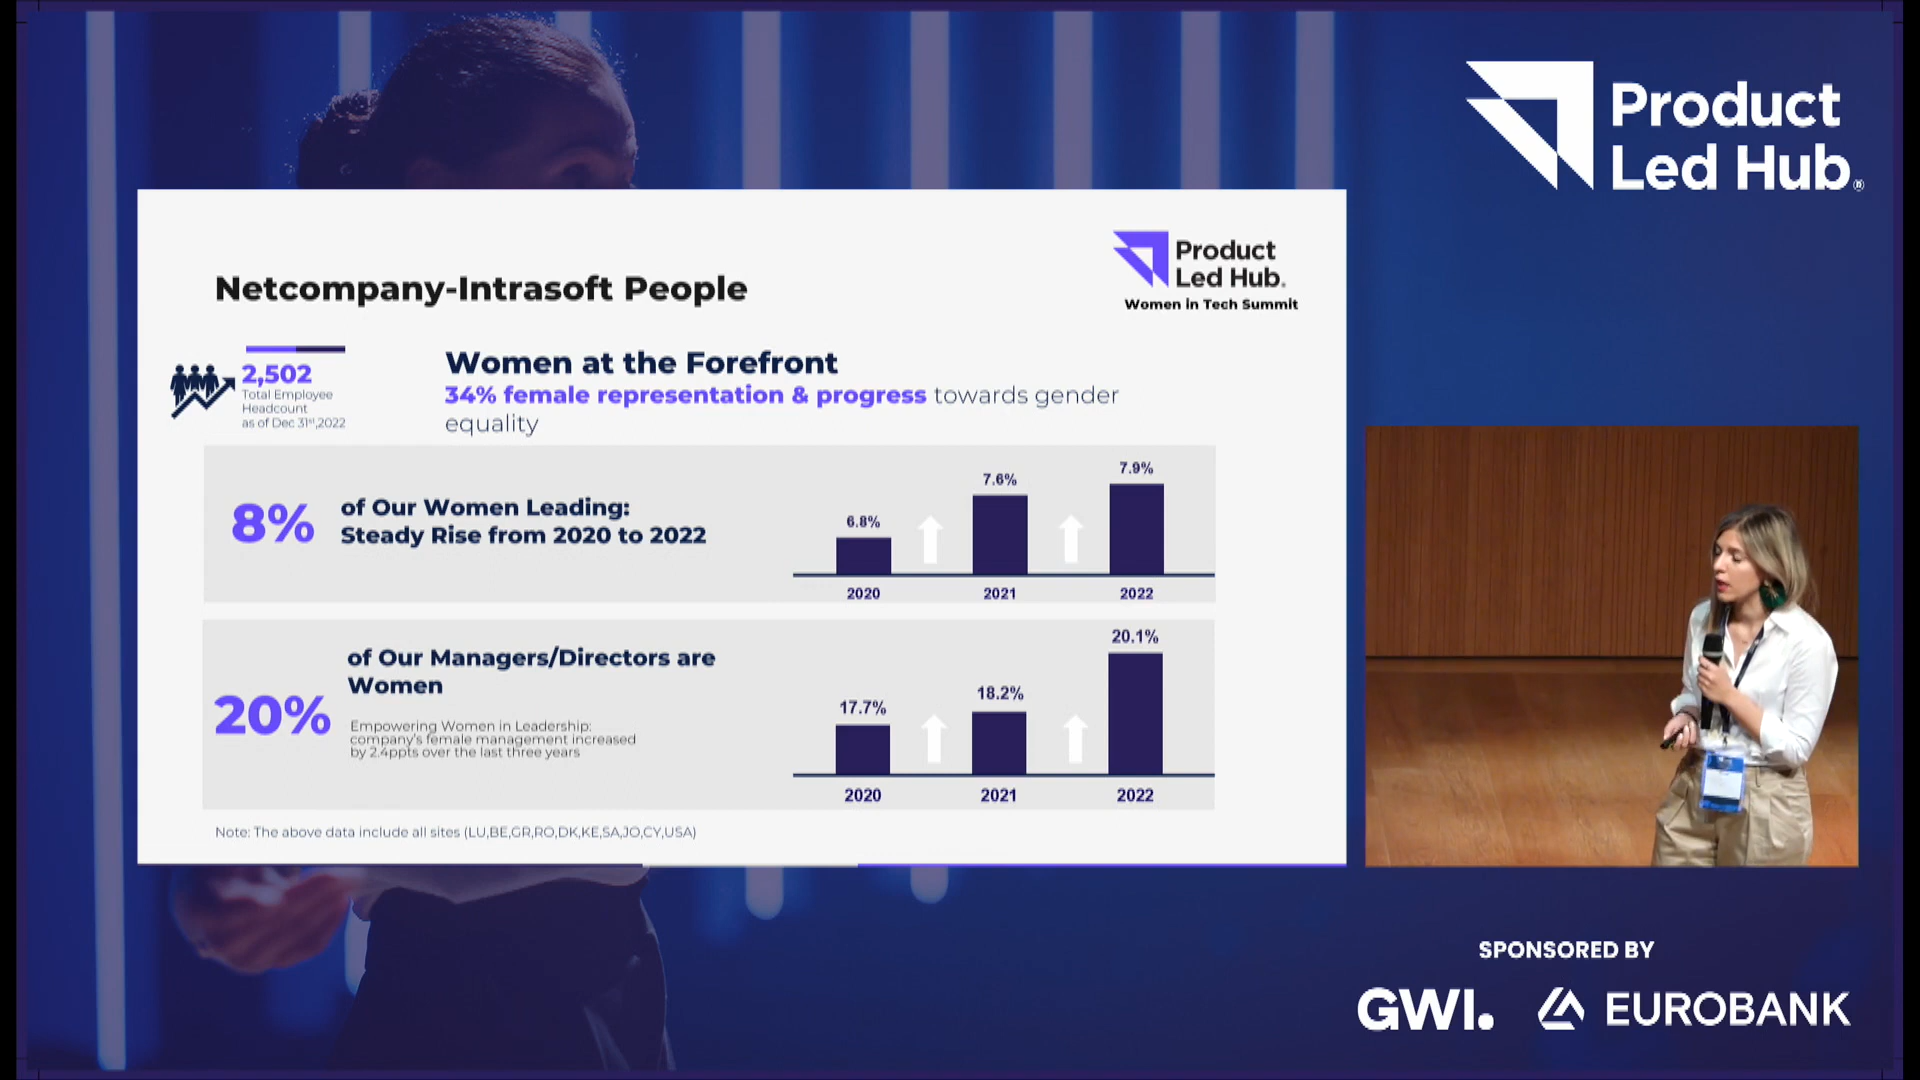 Product
Led Hub®
Product
Led Hub.
Women in Tech Summit
Netcompany-Intrasoft People
2,502
Total Employee
Headcount
as of Dec 31st,2022
Women at the Forefront
34% female representation & progress towards gender
equality
8%
of Our Women Leading:
Steady Rise from 2020 to 2022
6.8%
7.6%
7.9%
2020
2021
2022
20%
of Our Managers/Directors are
Women
Empowering Women in Leadership:
company's female management increased
by 2.4ppts over the last three years
17.7%
18.2%
20.1%
2020
2021
2022
Note: The above data include all sites (LU,BE,GR,RO,DK,KE,SA,JO,CY,USA)
SPONSORED BY
GWI.
EUROBANK